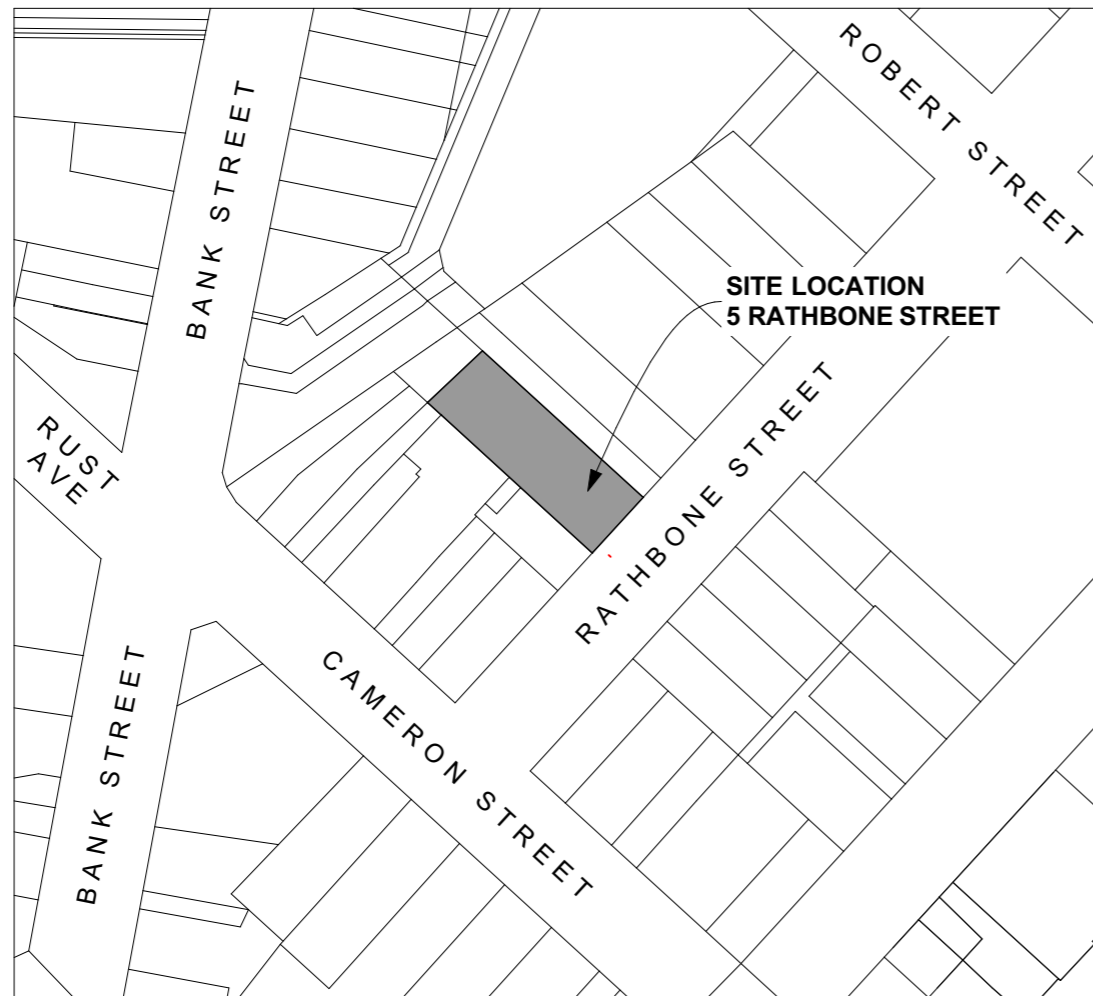 ROBERT STREET
BANK STREET
SITE LOCATION
5 RATHBONE STREET
RUST
AVE
RATHBONE STREET
CAMERON STREET
BANK STREET